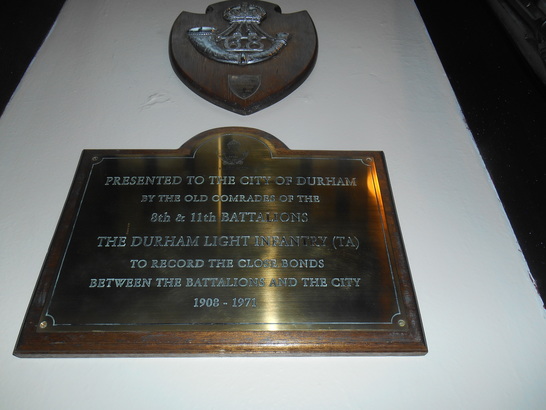 PRESENTED TO THE CITY OF DURHAM
BY THE OLD COMRADES OF THE
8th & 11th BATTALIONS
THE DURHAM LIGHT INFANTRY (TA)
TO RECORD THE CLOSE BONDS
BETWEEN THE BATTALIONS AND THE CITY
1908 - 1971